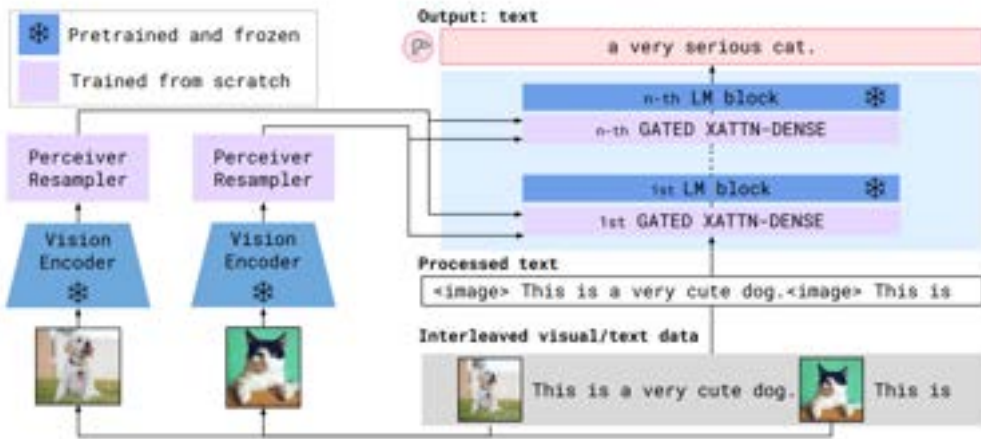 Pretrained and frozen
Trained from scratch
Perceiver
Resampler
Perceiver
Resampler
Vision
Encoder
Vision
Encoder
Output: text
a very serious cat.
n-th LM block
n-th GATED XATTN-DENSE
1st LM block
1st GATED XATTN-DENSE
Processed text
<image> This is a very cute dog.<image> This is
Interleaved visual/text data
This is a very cute dog.
This is